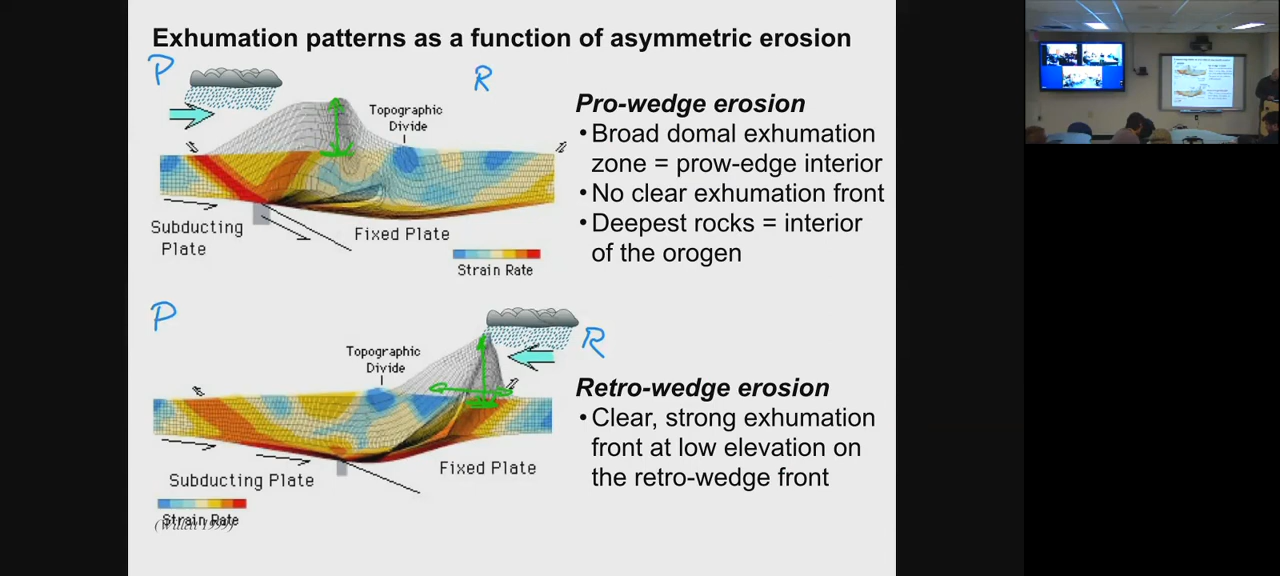 Exhumation patterns as a function of asymmetric erosion
P
R
Topographic
Divide
Subducting
Plate
Fixed Plate
Strain Rate
Pro-wedge erosion
•Broad domal exhumation
zone = prow-edge interior
•No clear exhumation front
•Deepest rocks = interior
of the orogen
P
R
Topographic
Divide
Subducting Plate
Fixed Plate
Strain Rate
(Willett 1999)
Retro-wedge erosion
•Clear, strong exhumation
front at low elevation on
the retro-wedge front